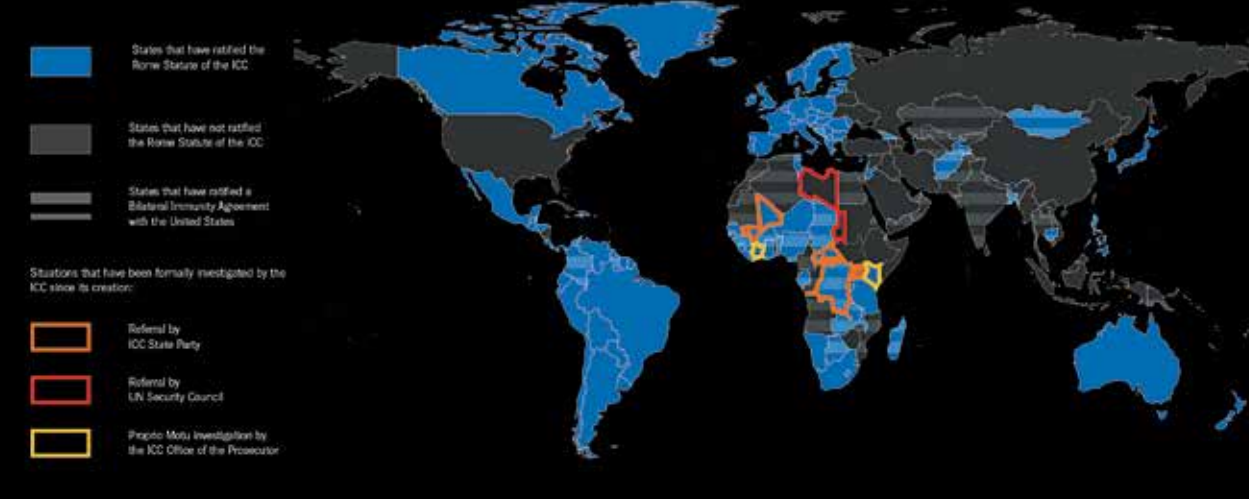 States that have ratified the
Rome Statute of the ICC
States that have not ratified
the Rome Statute of the ICC
States that have ratified a
Bilateral Immunity Agreement
with the United States
Situations that have been formally investigated by the
ICC since its creation:
Referral by
ICC State Party
Referral by
UN Security Council
Proprio Motu Investigation by
the ICC Office of the Prosecutor